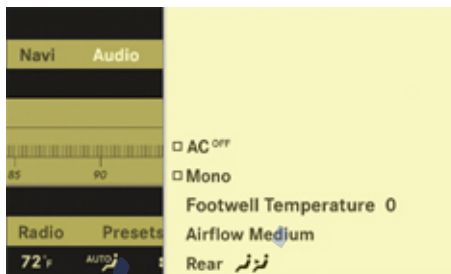 Navi Audio
85 90
AC OFF
Mono
Footwell Temperature 0
Radio Presets
Airflow Medium
72°F AUTO
Rear